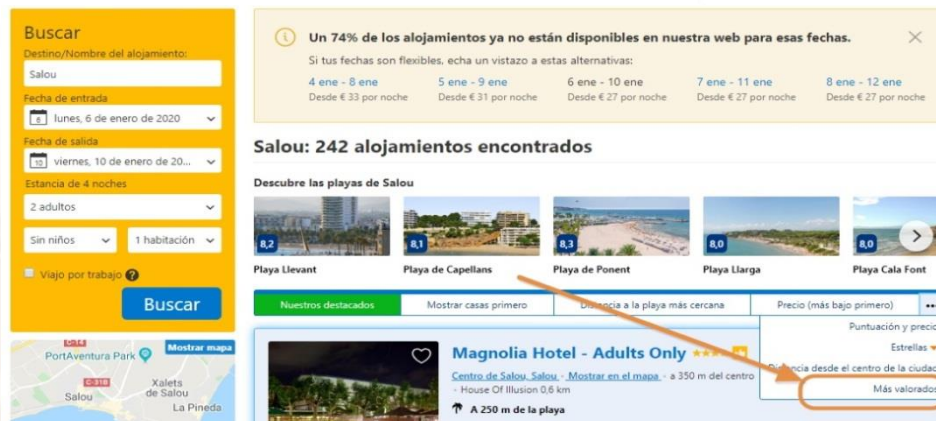 Buscar
Destino/Nombre del alojamiento:
Salou
Fecha de entrada
6 lunes, 6 de enero de 2020
Fecha de salida
10 viernes, 10 de enero de 20...
Estancia de 4 noches
2 adultos
Sin niños 1 habitación
Viajo por trabajo ?
Buscar
Mostrar mapa
PortAventura Park
C-31B
Salou
Xalets
de Salou
La Pineda
Un 74% de los alojamientos ya no están disponibles en nuestra web para esas fechas.
Si tus fechas son flexibles, echa un vistazo a estas alternativas:
4 ene - 8 ene 5 ene - 9 ene 6 ene - 10 ene 7 ene - 11 ene 8 ene - 12 ene
Desde € 33 por noche Desde € 31 por noche Desde € 27 por noche Desde € 27 por noche Desde € 27 por noche
Salou: 242 alojamientos encontrados
Descubre las playas de Salou
8,2 8,1 8,3 8,0 8,0
Playa Llevant Playa de Capellans Playa de Ponent Playa Llarga Playa Cala Font
Nuestros destacados Mostrar casas primero Distancia a la playa más cercana Precio (más bajo primero)
Puntuación y precio
Estrellas
Distancia desde el centro de la ciudad
Más valorados
Magnolia Hotel - Adults Only
Centro de Salou, Salou - Mostrar en el mapa - a 350 m del centro
- House Of Illusion 0,6 km
A 250 m de la playa